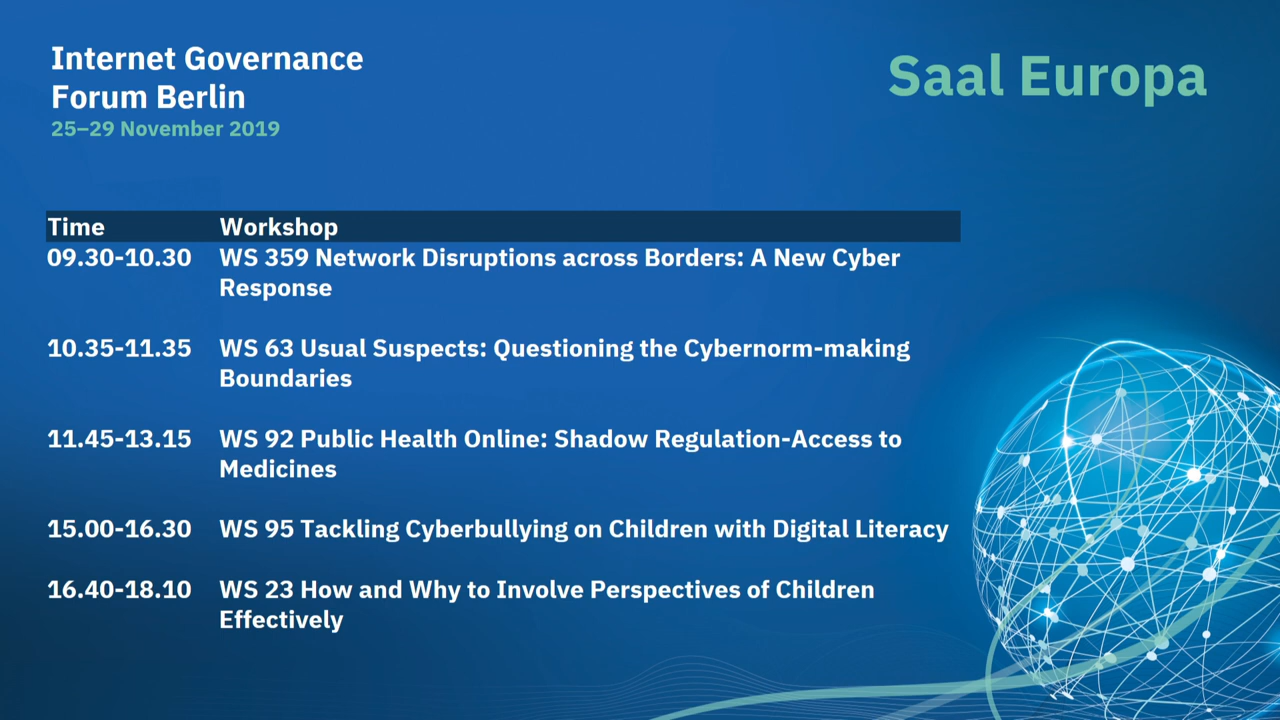 Internet Governance
Forum Berlin
25–29 November 2019
Saal Europa
Time Workshop
09.30-10.30 WS 359 Network Disruptions across Borders: A New Cyber
Response
10.35-11.35 WS 63 Usual Suspects: Questioning the Cybernorm-making
Boundaries
11.45-13.15 WS 92 Public Health Online: Shadow Regulation-Access to
Medicines
15.00-16.30 WS 95 Tackling Cyberbullying on Children with Digital Literacy
16.40-18.10 WS 23 How and Why to Involve Perspectives of Children
Effectively